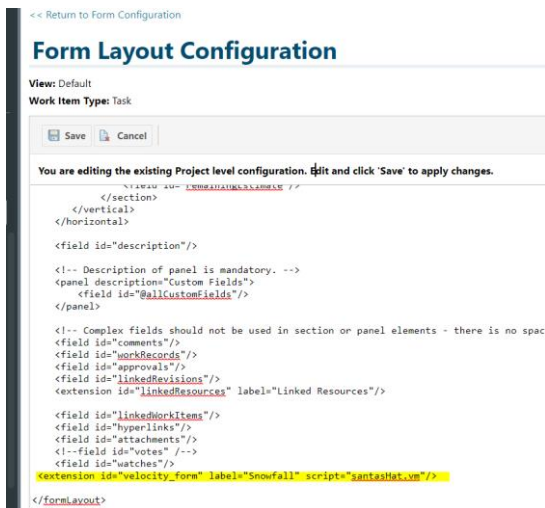 << Return to Form Configuration
Form Layout Configuration
View: Default
Work Item Type: Task
Save Cancel
You are editing the existing Project level configuration. Edit and click 'Save' to apply changes.
<field id="remainingEstimate"/>
</section>
</vertical>
</horizontal>
<field id="description"/>
<!-- Description of panel is mandatory. -->
<panel description="Custom Fields">
<field id="@allCustomFields"/>
</panel>
<!-- Complex fields should not be used in section or panel elements - there is no spac
<field id="comments"/>
<field id="workRecords"/>
<field id="approvals"/>
<field id="linkedRevisions"/>
<extension id="linkedResources" label="Linked Resources"/>
<field id="linkedWorkItems"/>
<field id="hyperlinks"/>
<field id="attachments"/>
<!--field id="votes" /-->
<field id="watches"/>
<extension id="velocity_form" label="Snowfall" script="santasHat.vm"/>
</formLayout>